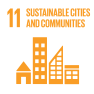 11 SUSTAINABLE CITIES
AND COMMUNITIES